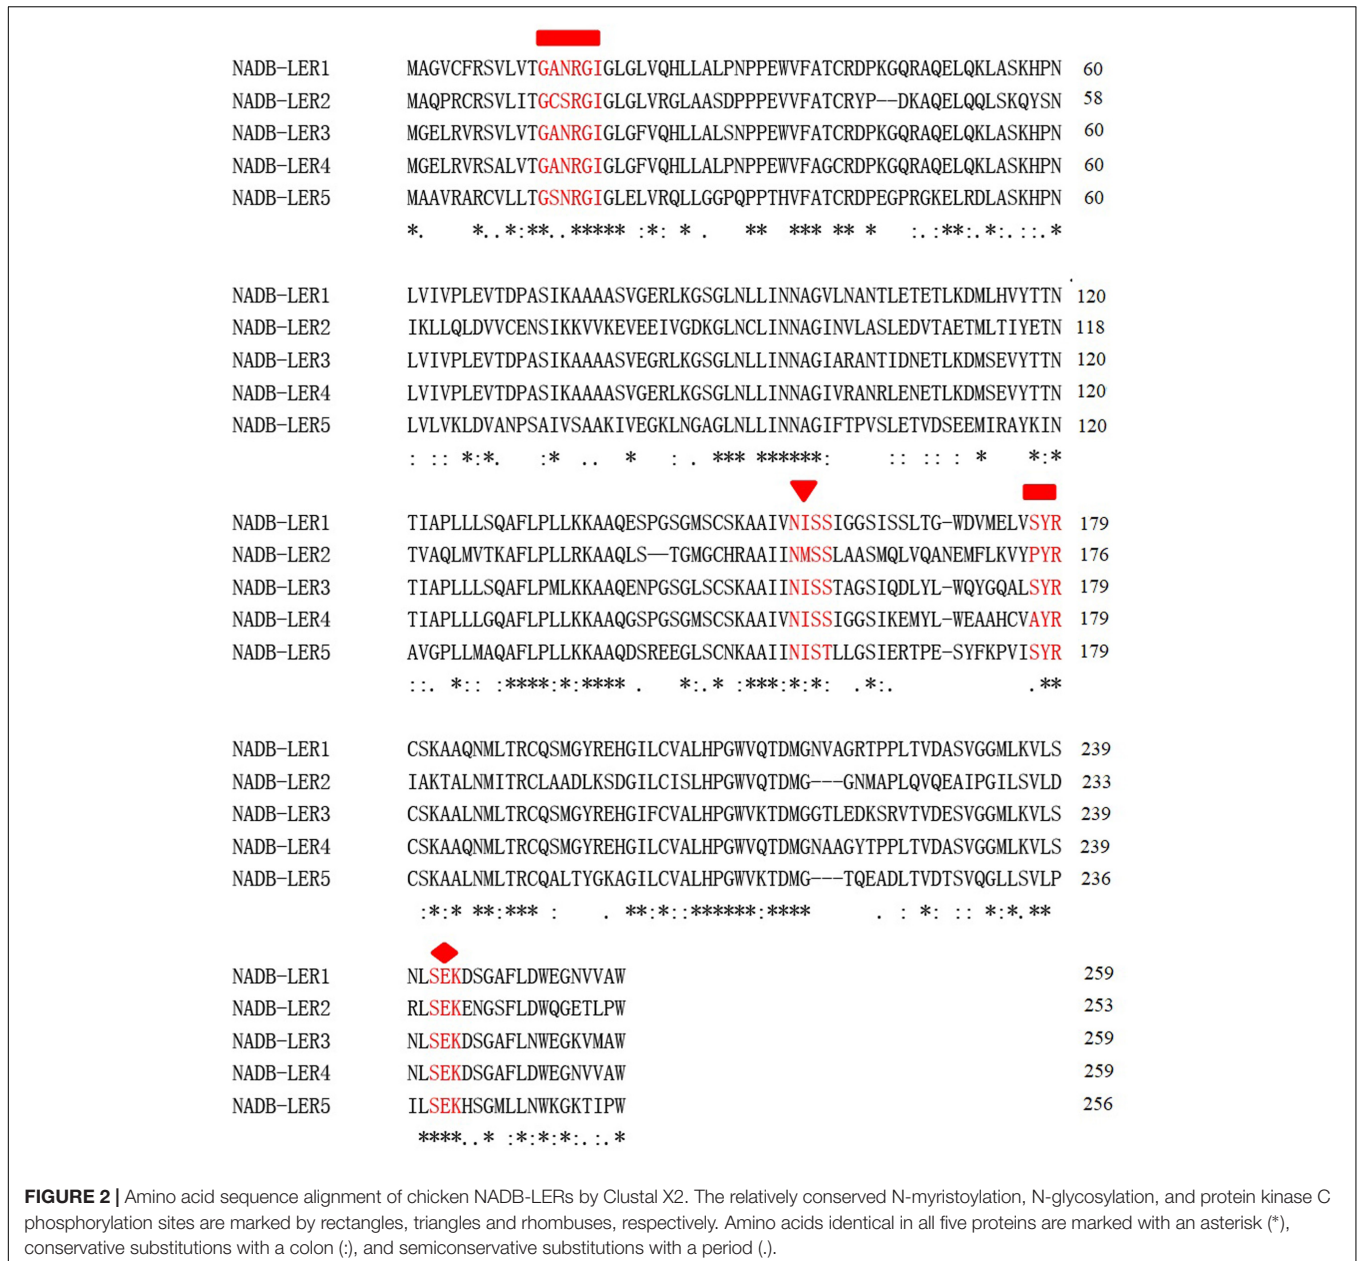 NADB-LER1 MAGVCFRSVLVTGANRGIGLGLVQHLLALPNPPEWVFATCRDPKGQRAQELQKLASKHPN 60
NADB-LER2 MAQPRCRSVLITGCSRGIGLGLVRGLAASDPPPEVVFATCRYP--DKAQELQQLSKQYSN 58
NADB-LER3 MGELRVRSVLVTGANRGIGLGFVQHLLALSNPPEWVFATCRDPKGQRAQELQKLASKHPN 60
NADB-LER4 MGELRVRSALVTGANRGIGLGFVQHLLALPNPPEWVFAGCRDPKGQRAQELQKLASKHPN 60
NADB-LER5 MAAVRARCVLLTGSNRGIGLELVRQLLGGPQPPTHVFATCRDPEGPRGKELRDLASKHPN 60
*. *..*:**..***** :*: * . ** *** ** * :.:**:.*:.::.*
NADB-LER1 LVIVPLEVTDPASIKAAAASVGERLKGSGLNLLINNAGVLNANTLETETLKDMLHVYTTN 120
NADB-LER2 IKLLQLDVVCENSIKKVVKEVEEIVGDKGLNCLINNAGINVLASLEDVTAETMLTIYETN 118
NADB-LER3 LVIVPLEVTDPASIKAAAASVEGRLKGSGLNLLINNAGIARANTIDNETLKDMSEVYTTN 120
NADB-LER4 LVIVPLEVTDPASIKAAAASVGERLKGSGLNLLINNAGIVRANRLENETLKDMSEVYTTN 120
NADB-LER5 LVLVKLDVANPSAIVSAAKIVEGKLNGAGLNLLINNAGIFTPVSLETVDSEEMIRAYKIN 120
: :: *:*. :* .. * : . *** ******: :: :: : * *:*
NADB-LER1 TIAPLLLSQAFLPLLKKAAQESPGSGMSCSKAAIVNISSIGGSISSLTG-WDVMELVSYR 179
NADB-LER2 TVAQLMVTKAFLPLLRKAAQLS--TGMGCHRAAIINMSSLAASMQLVQANEMFLKVYPYR 176
NADB-LER3 TIAPLLLSQAFLPMLKKAAQENPGSGLSCSKAAIINISSTAGSIQDLYL-WQYGQALSYR 179
NADB-LER4 TIAPLLLGQAFLPLLKKAAQGSPGSGMSCSKAAIVNISSIGGSIKEMYL-WEAAHCVAYR 179
NADB-LER5 AVGPLLMAQAFLPLLKKAAQDSREEGLSCNKAAIINISTLLGSIERTPE-SYFKPVISYR 179
::. *:: :****:*:**** . *:.* :***:*:*: .*:. .**
NADB-LER1 CSKAAQNMLTRCQSMGYREHGILCVALHPGWVQTDMGNVAGRTPPLTVDASVGGMLKVLS 239
NADB-LER2 IAKTALNMITRCLAADLKSDGILCISLHPGWVQTDMG---GNMAPLQVQEAIPGILSVLD 233
NADB-LER3 CSKAALNMLTRCQSMGYREHGIFCVALHPGWVKTDMGGTLEDKSRVTVDESVGGMLKVLS 239
NADB-LER4 CSKAAQNMLTRCQSMGYREHGILCVALHPGWVQTDMGNAAGYTPPLTVDASVGGMLKVLS 239
NADB-LER5 CSKAALNMLTRCQALTYGKAGILCVALHPGWVKTDMG---TQEADLTVDTSVQGLLSVLP 236
:*:* **:*** : . **:*::******:**** . : *: :: *:*.**
NADB-LER1 NLSEKDSGAFLDWEGNVVAW 259
NADB-LER2 RLSEKENGSFLDWQGETLPW 253
NADB-LER3 NLSEKDSGAFLNWEGKVMAW 259
NADB-LER4 NLSEKDSGAFLDWEGNVVAW 259
NADB-LER5 ILSEKHSGMLLNWKGKTIPW 256
****..* :*:*:*:.:.*
FIGURE 2 | Amino acid sequence alignment of chicken NADB-LERs by Clustal X2. The relatively conserved N-myristoylation, N-glycosylation, and protein kinase C
phosphorylation sites are marked by rectangles, triangles and rhombuses, respectively. Amino acids identical in all five proteins are marked with an asterisk (*),
conservative substitutions with a colon (:), and semiconservative substitutions with a period (.).